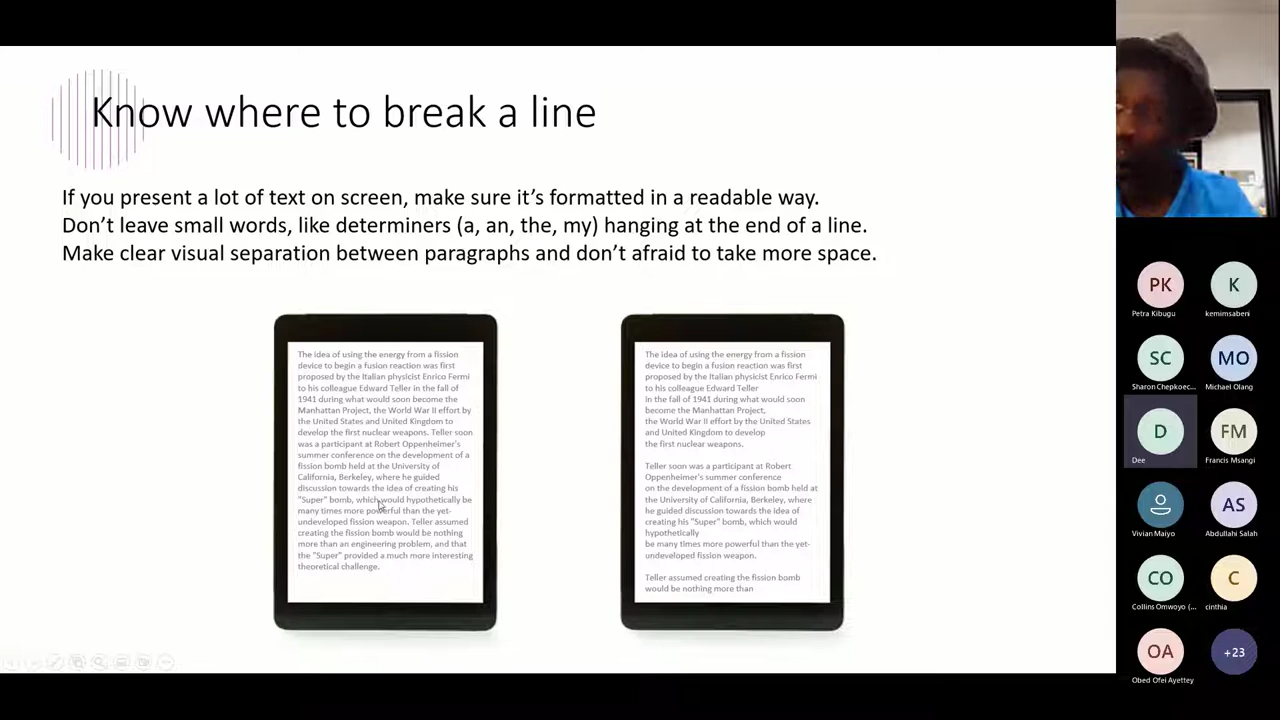 Know where to break a line
If you present a lot of text on screen, make sure it's formatted in a readable way.
Don't leave small words, like determiners (a, an, the, my) hanging at the end of a line.
Make clear visual separation between paragraphs and don't afraid to take more space.
The idea of using the energy from a fission
device to begin a fusion reaction was first
proposed by the Italian physicist Enrico Fermi
to his colleague Edward Teller in the fall of
1941 during what would soon become the
Manhattan Project, the World War II effort by
the United States and United Kingdom to
develop the first nuclear weapons. Teller soon
was a participant at Robert Oppenheimer's
summer conference on the development of a
fission bomb held at the University of
California, Berkeley, where he guided
discussion towards the idea of creating his
"Super" bomb, which would hypothetically be
many times more powerful than the yet-
undeveloped fission weapon. Teller assumed
creating the fission bomb would be nothing
more than an engineering problem, and that
the "Super" provided a much more interesting
theoretical challenge.
The idea of using the energy from a fission
device to begin a fusion reaction was first
proposed by the Italian physicist Enrico Fermi
to his colleague Edward Teller
in the fall of 1941 during what would soon
become the Manhattan Project,
the World War II effort by the United States
and United Kingdom to develop
the first nuclear weapons.
Teller soon was a participant at Robert
Oppenheimer's summer conference
on the development of a fission bomb held at
the University of California, Berkeley, where
he guided discussion towards the idea of
creating his "Super" bomb, which would
hypothetically
be many times more powerful than the yet-
undeveloped fission weapon.
Teller assumed creating the fission bomb
would be nothing more than
PK
Petra Kibugu
K
kemimsabeni
SC
Sharon Chepkoec...
MO
Michael Olang
D
Dee
FM
Francis Msangi
Vivian Maiyo
AS
Abdullahi Salah
CO
Collins Omwoyo (...
C
cinthia
OA
Obed Ofei Ayettey
+23